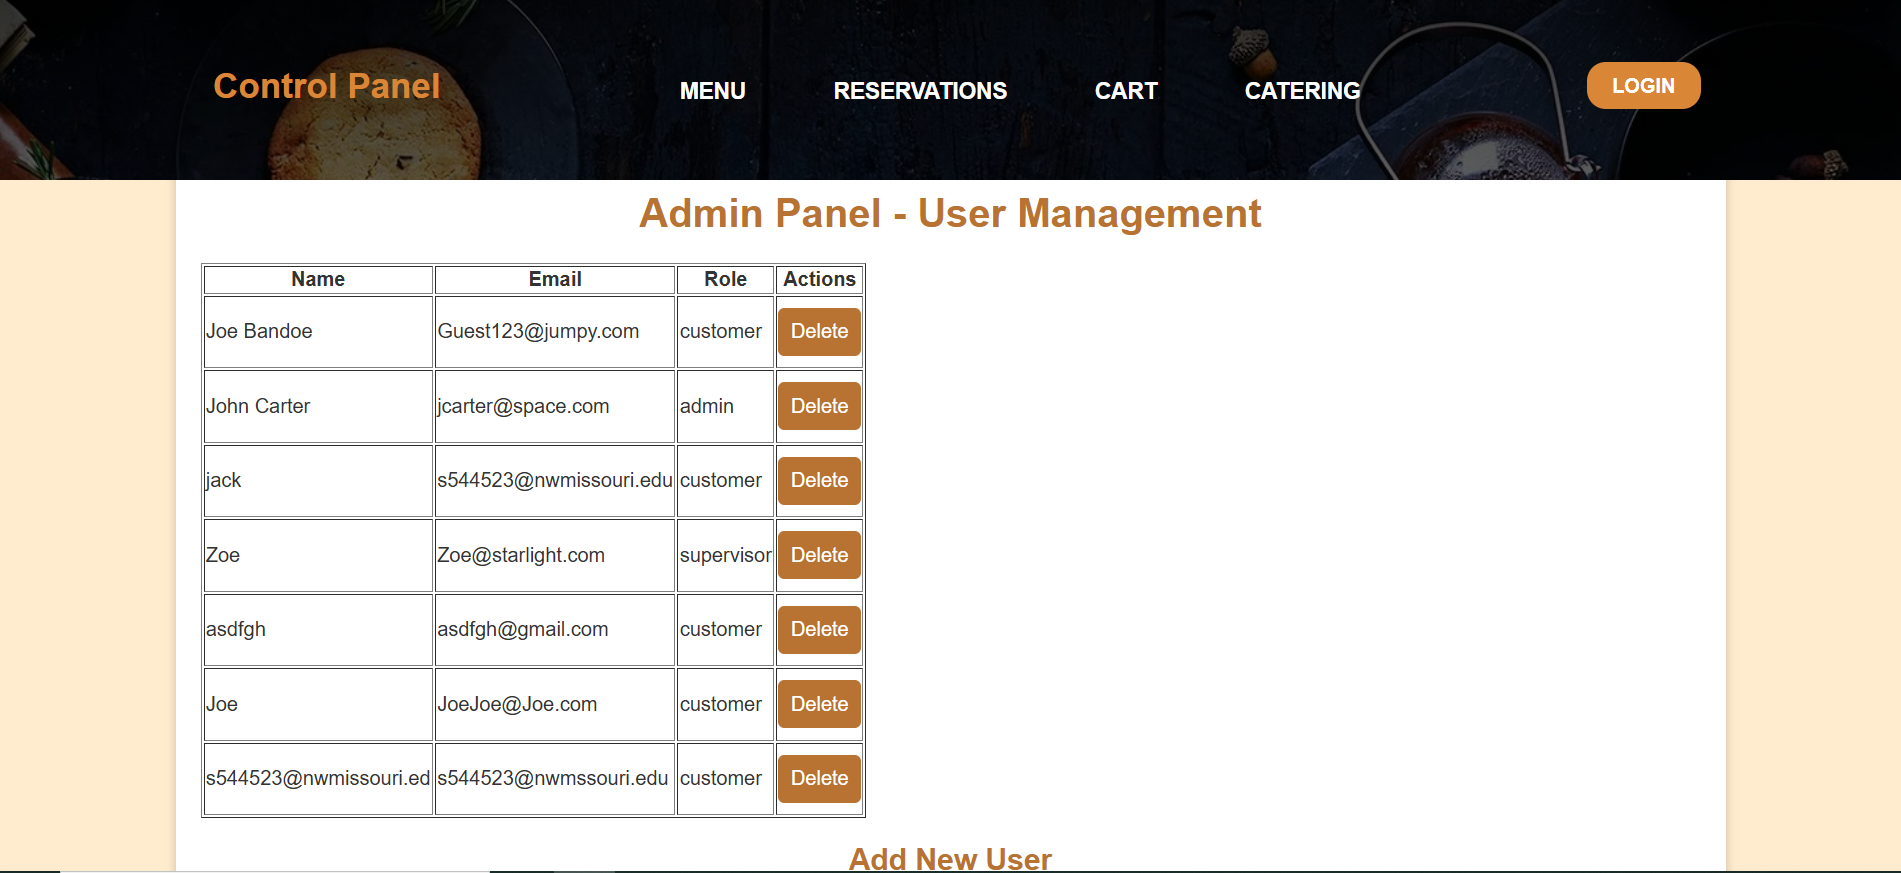 Control Panel MENU RESERVATIONS CART CATERING LOGIN
Admin Panel - User Management
Name Email Role Actions
Joe Bandoe Guest123@jumpy.com customer Delete
John Carter jcarter@space.com admin Delete
jack s544523@nwmissouri.edu customer Delete
Zoe Zoe@starlight.com supervisor Delete
asdfgh asdfgh@gmail.com customer Delete
Joe JoeJoe@Joe.com customer Delete
s544523@nwmissouri.ed s544523@nwmssouri.edu customer Delete
Add New User